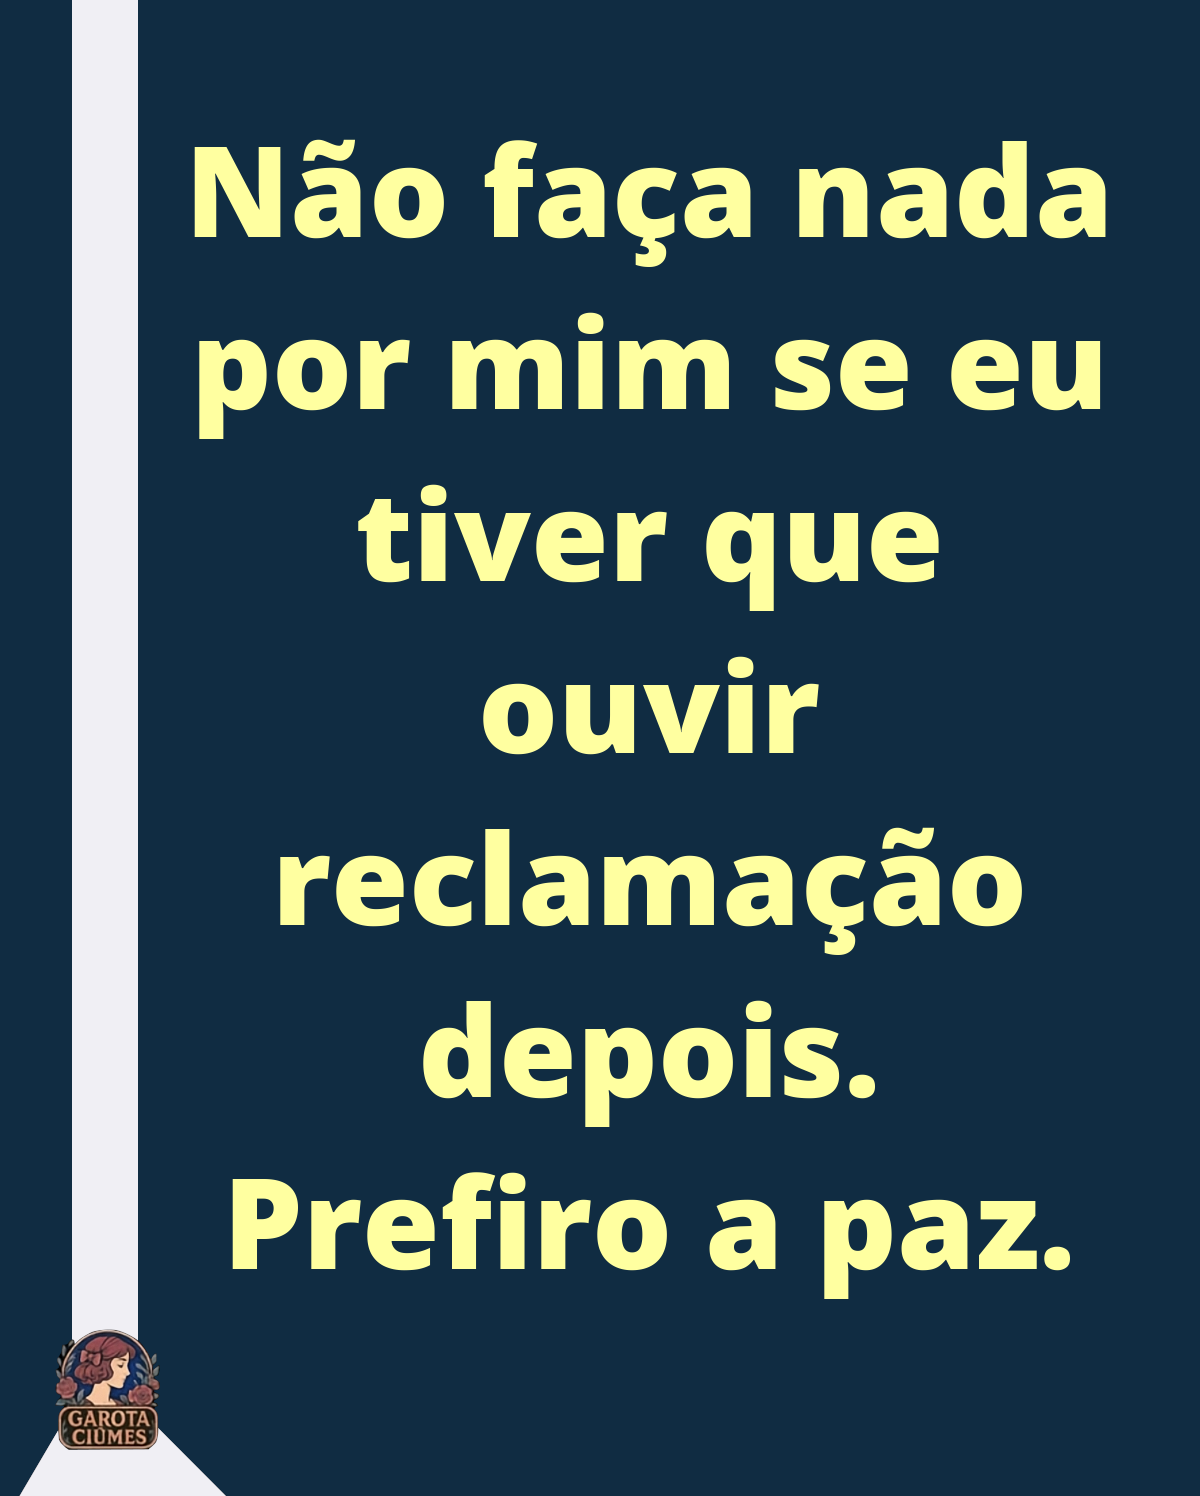 Não faça nada
por mim se eu
tiver que
ouvir
reclamação
depois.
Prefiro a paz.
GAROTA
CIÚMES